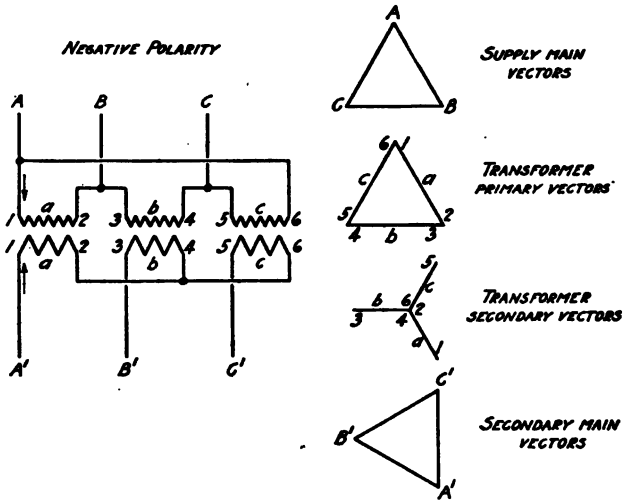 NEGATIVE POLARITY
A B C
a b c
1 2 3 4 5 6
1 2 3 4 5 6
a b c
A' B' C'
A
C B
SUPPLY MAIN
VECTORS
6 1
c a
5 2
4 b 3
TRANSFORMER
PRIMARY VECTORS
5
c
b 6 2
3 4
a
1
TRANSFORMER
SECONDARY VECTORS
C'
B'
A'
SECONDARY MAIN
VECTORS